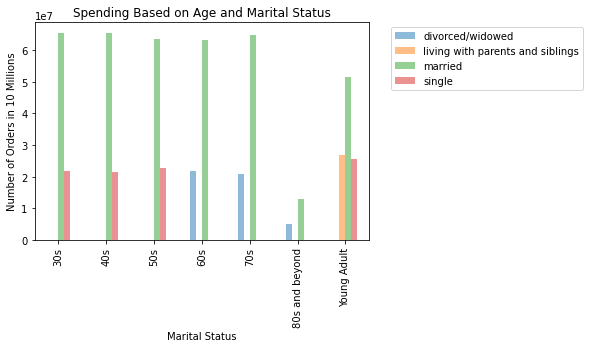 Spending Based on Age and Marital Status
1e7
Number of Orders in 10 Millions
6
5
4
3
2
1
0
30s
40s
50s
60s
70s
80s and beyond
Young Adult
Marital Status
divorced/widowed
living with parents and siblings
married
single